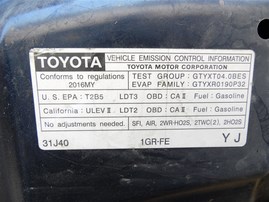 TOYOTA VEHICLE EMISSION CONTROL INFORMATION
TOYOTA MOTOR CORPORATION
Conforms to regulations TEST GROUP: GTYXT04.0BES
2016MY EVAP FAMILY: GTYXR0190P32
U.S. EPA: T2B5 LDT3 OBD: CA II Fuel: Gasoline
California: ULEV II LDT2 OBD: CA II Fuel: Gasoline
No adjustments needed. SFI, AIR, 2WR-HO2S, 2TWC(2), 2HO2S
31J40 1GR-FE Y J